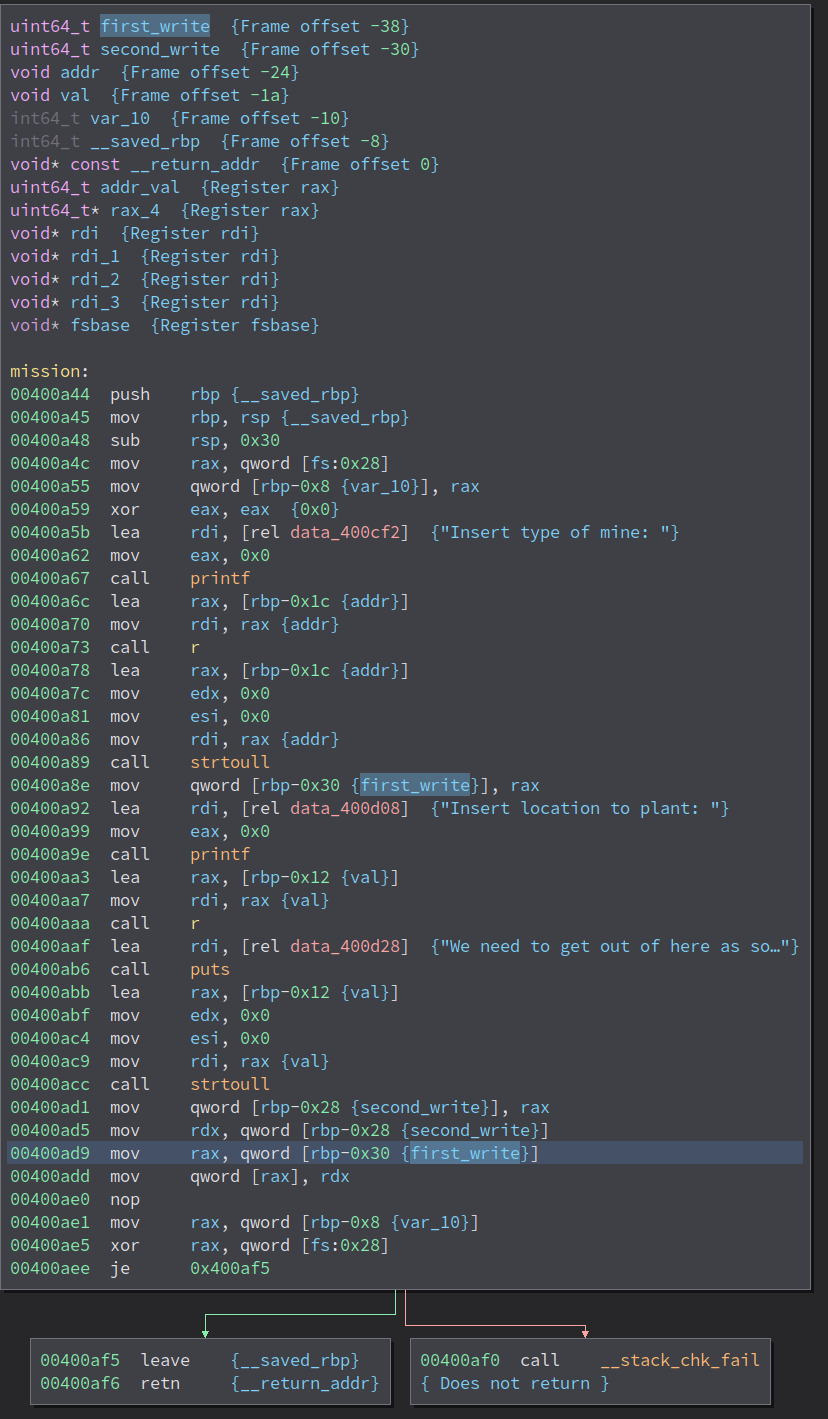 uint64_t first_write {Frame offset -38}
uint64_t second_write {Frame offset -30}
void addr {Frame offset -24}
void val {Frame offset -1a}
int64_t var_10 {Frame offset -10}
int64_t __saved_rbp {Frame offset -8}
void* const __return_addr {Frame offset 0}
uint64_t addr_val {Register rax}
uint64_t* rax_4 {Register rax}
void* rdi {Register rdi}
void* rdi_1 {Register rdi}
void* rdi_2 {Register rdi}
void* rdi_3 {Register rdi}
void* fsbase {Register fsbase}
mission:
00400a44 push rbp {__saved_rbp}
00400a45 mov rbp, rsp {__saved_rbp}
00400a48 sub rsp, 0x30
00400a4c mov rax, qword [fs:0x28]
00400a55 mov qword [rbp-0x8 {var_10}], rax
00400a59 xor eax, eax {0x0}
00400a5b lea rdi, [rel data_400cf2] {"Insert type of mine: "}
00400a62 mov eax, 0x0
00400a67 call printf
00400a6c lea rax, [rbp-0x1c {addr}]
00400a70 mov rdi, rax {addr}
00400a73 call r
00400a78 lea rax, [rbp-0x1c {addr}]
00400a7c mov edx, 0x0
00400a81 mov esi, 0x0
00400a86 mov rdi, rax {addr}
00400a89 call strtoull
00400a8e mov qword [rbp-0x30 {first_write}], rax
00400a92 lea rdi, [rel data_400d08] {"Insert location to plant: "}
00400a99 mov eax, 0x0
00400a9e call printf
00400aa3 lea rax, [rbp-0x12 {val}]
00400aa7 mov rdi, rax {val}
00400aaa call r
00400aaf lea rdi, [rel data_400d28] {"We need to get out of here as so…"}
00400ab6 call puts
00400abb lea rax, [rbp-0x12 {val}]
00400abf mov edx, 0x0
00400ac4 mov esi, 0x0
00400ac9 mov rdi, rax {val}
00400acc call strtoull
00400ad1 mov qword [rbp-0x28 {second_write}], rax
00400ad5 mov rdx, qword [rbp-0x28 {second_write}]
00400ad9 mov rax, qword [rbp-0x30 {first_write}]
00400add mov qword [rax], rdx
00400ae0 nop
00400ae1 mov rax, qword [rbp-0x8 {var_10}]
00400ae5 xor rax, qword [fs:0x28]
00400aee je 0x400af5
00400af5 leave {__saved_rbp}
00400af6 retn {__return_addr}
00400af0 call __stack_chk_fail
{ Does not return }